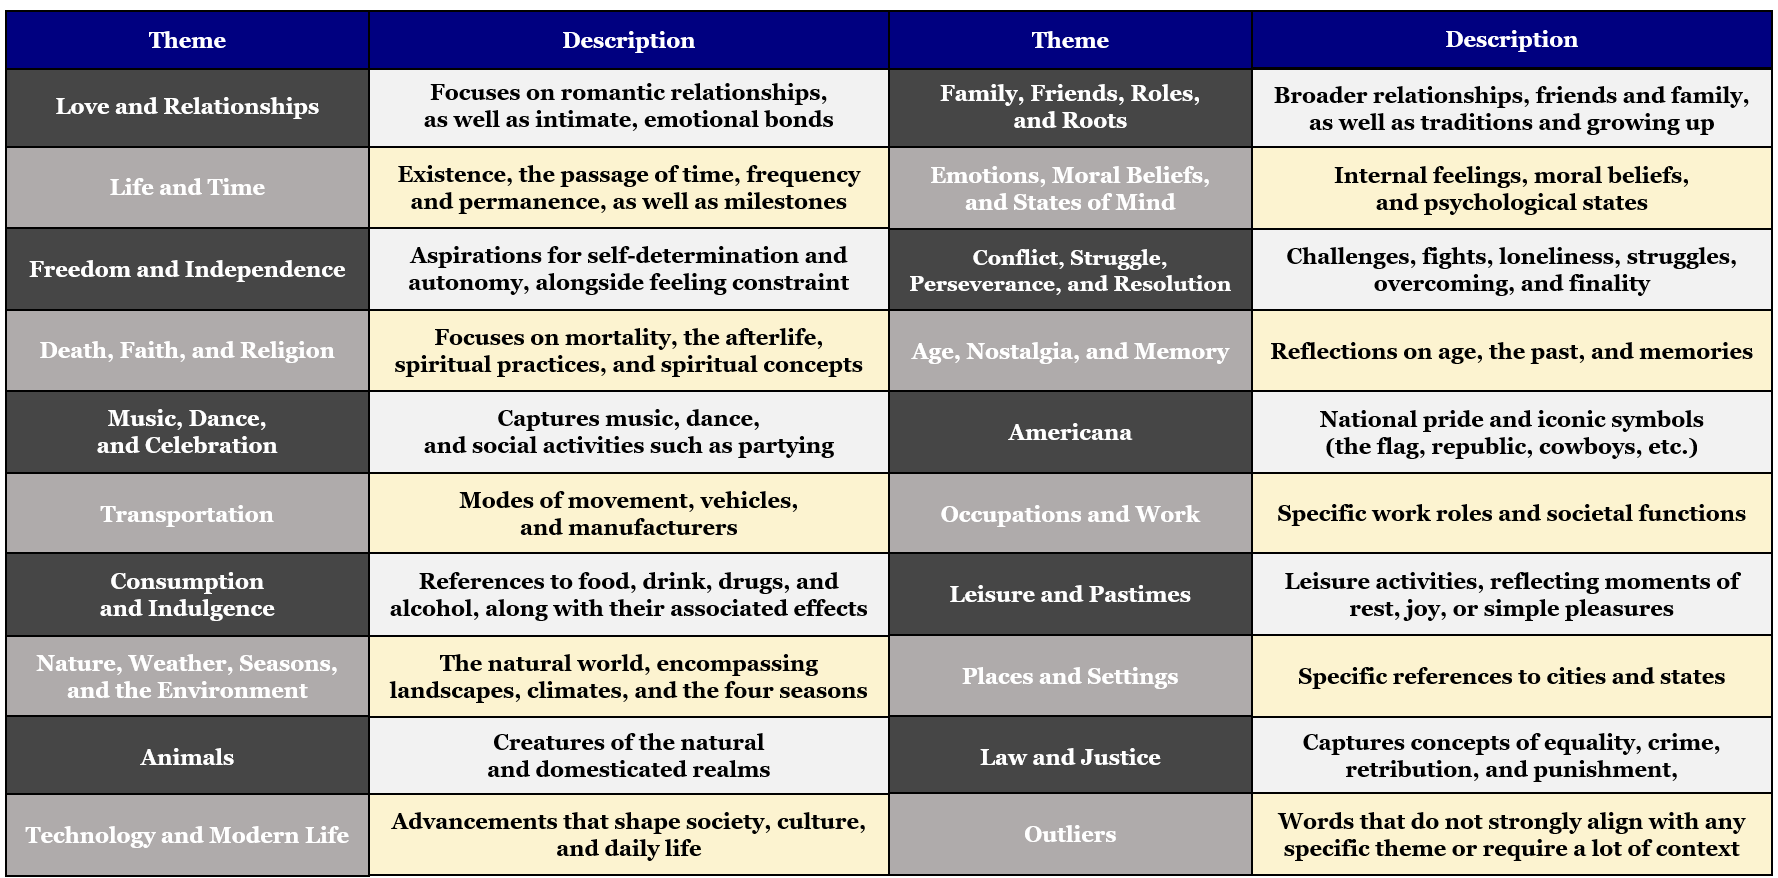 Theme
Description
Theme
Description
Love and Relationships
Focuses on romantic relationships,
as well as intimate, emotional bonds
Family, Friends, Roles,
and Roots
Broader relationships, friends and family,
as well as traditions and growing up
Life and Time
Existence, the passage of time, frequency
and permanence, as well as milestones
Emotions, Moral Beliefs,
and States of Mind
Internal feelings, moral beliefs,
and psychological states
Freedom and Independence
Aspirations for self-determination and
autonomy, alongside feeling constraint
Conflict, Struggle,
Perseverance, and Resolution
Challenges, fights, loneliness, struggles,
overcoming, and finality
Death, Faith, and Religion
Focuses on mortality, the afterlife,
spiritual practices, and spiritual concepts
Age, Nostalgia, and Memory
Reflections on age, the past, and memories
Music, Dance,
and Celebration
Captures music, dance,
and social activities such as partying
Americana
National pride and iconic symbols
(the flag, republic, cowboys, etc.)
Transportation
Modes of movement, vehicles,
and manufacturers
Occupations and Work
Specific work roles and societal functions
Consumption
and Indulgence
References to food, drink, drugs, and
alcohol, along with their associated effects
Leisure and Pastimes
Leisure activities, reflecting moments of
rest, joy, or simple pleasures
Nature, Weather, Seasons,
and the Environment
The natural world, encompassing
landscapes, climates, and the four seasons
Places and Settings
Specific references to cities and states
Animals
Creatures of the natural
and domesticated realms
Law and Justice
Captures concepts of equality, crime,
retribution, and punishment,
Technology and Modern Life
Advancements that shape society, culture,
and daily life
Outliers
Words that do not strongly align with any
specific theme or require a lot of context